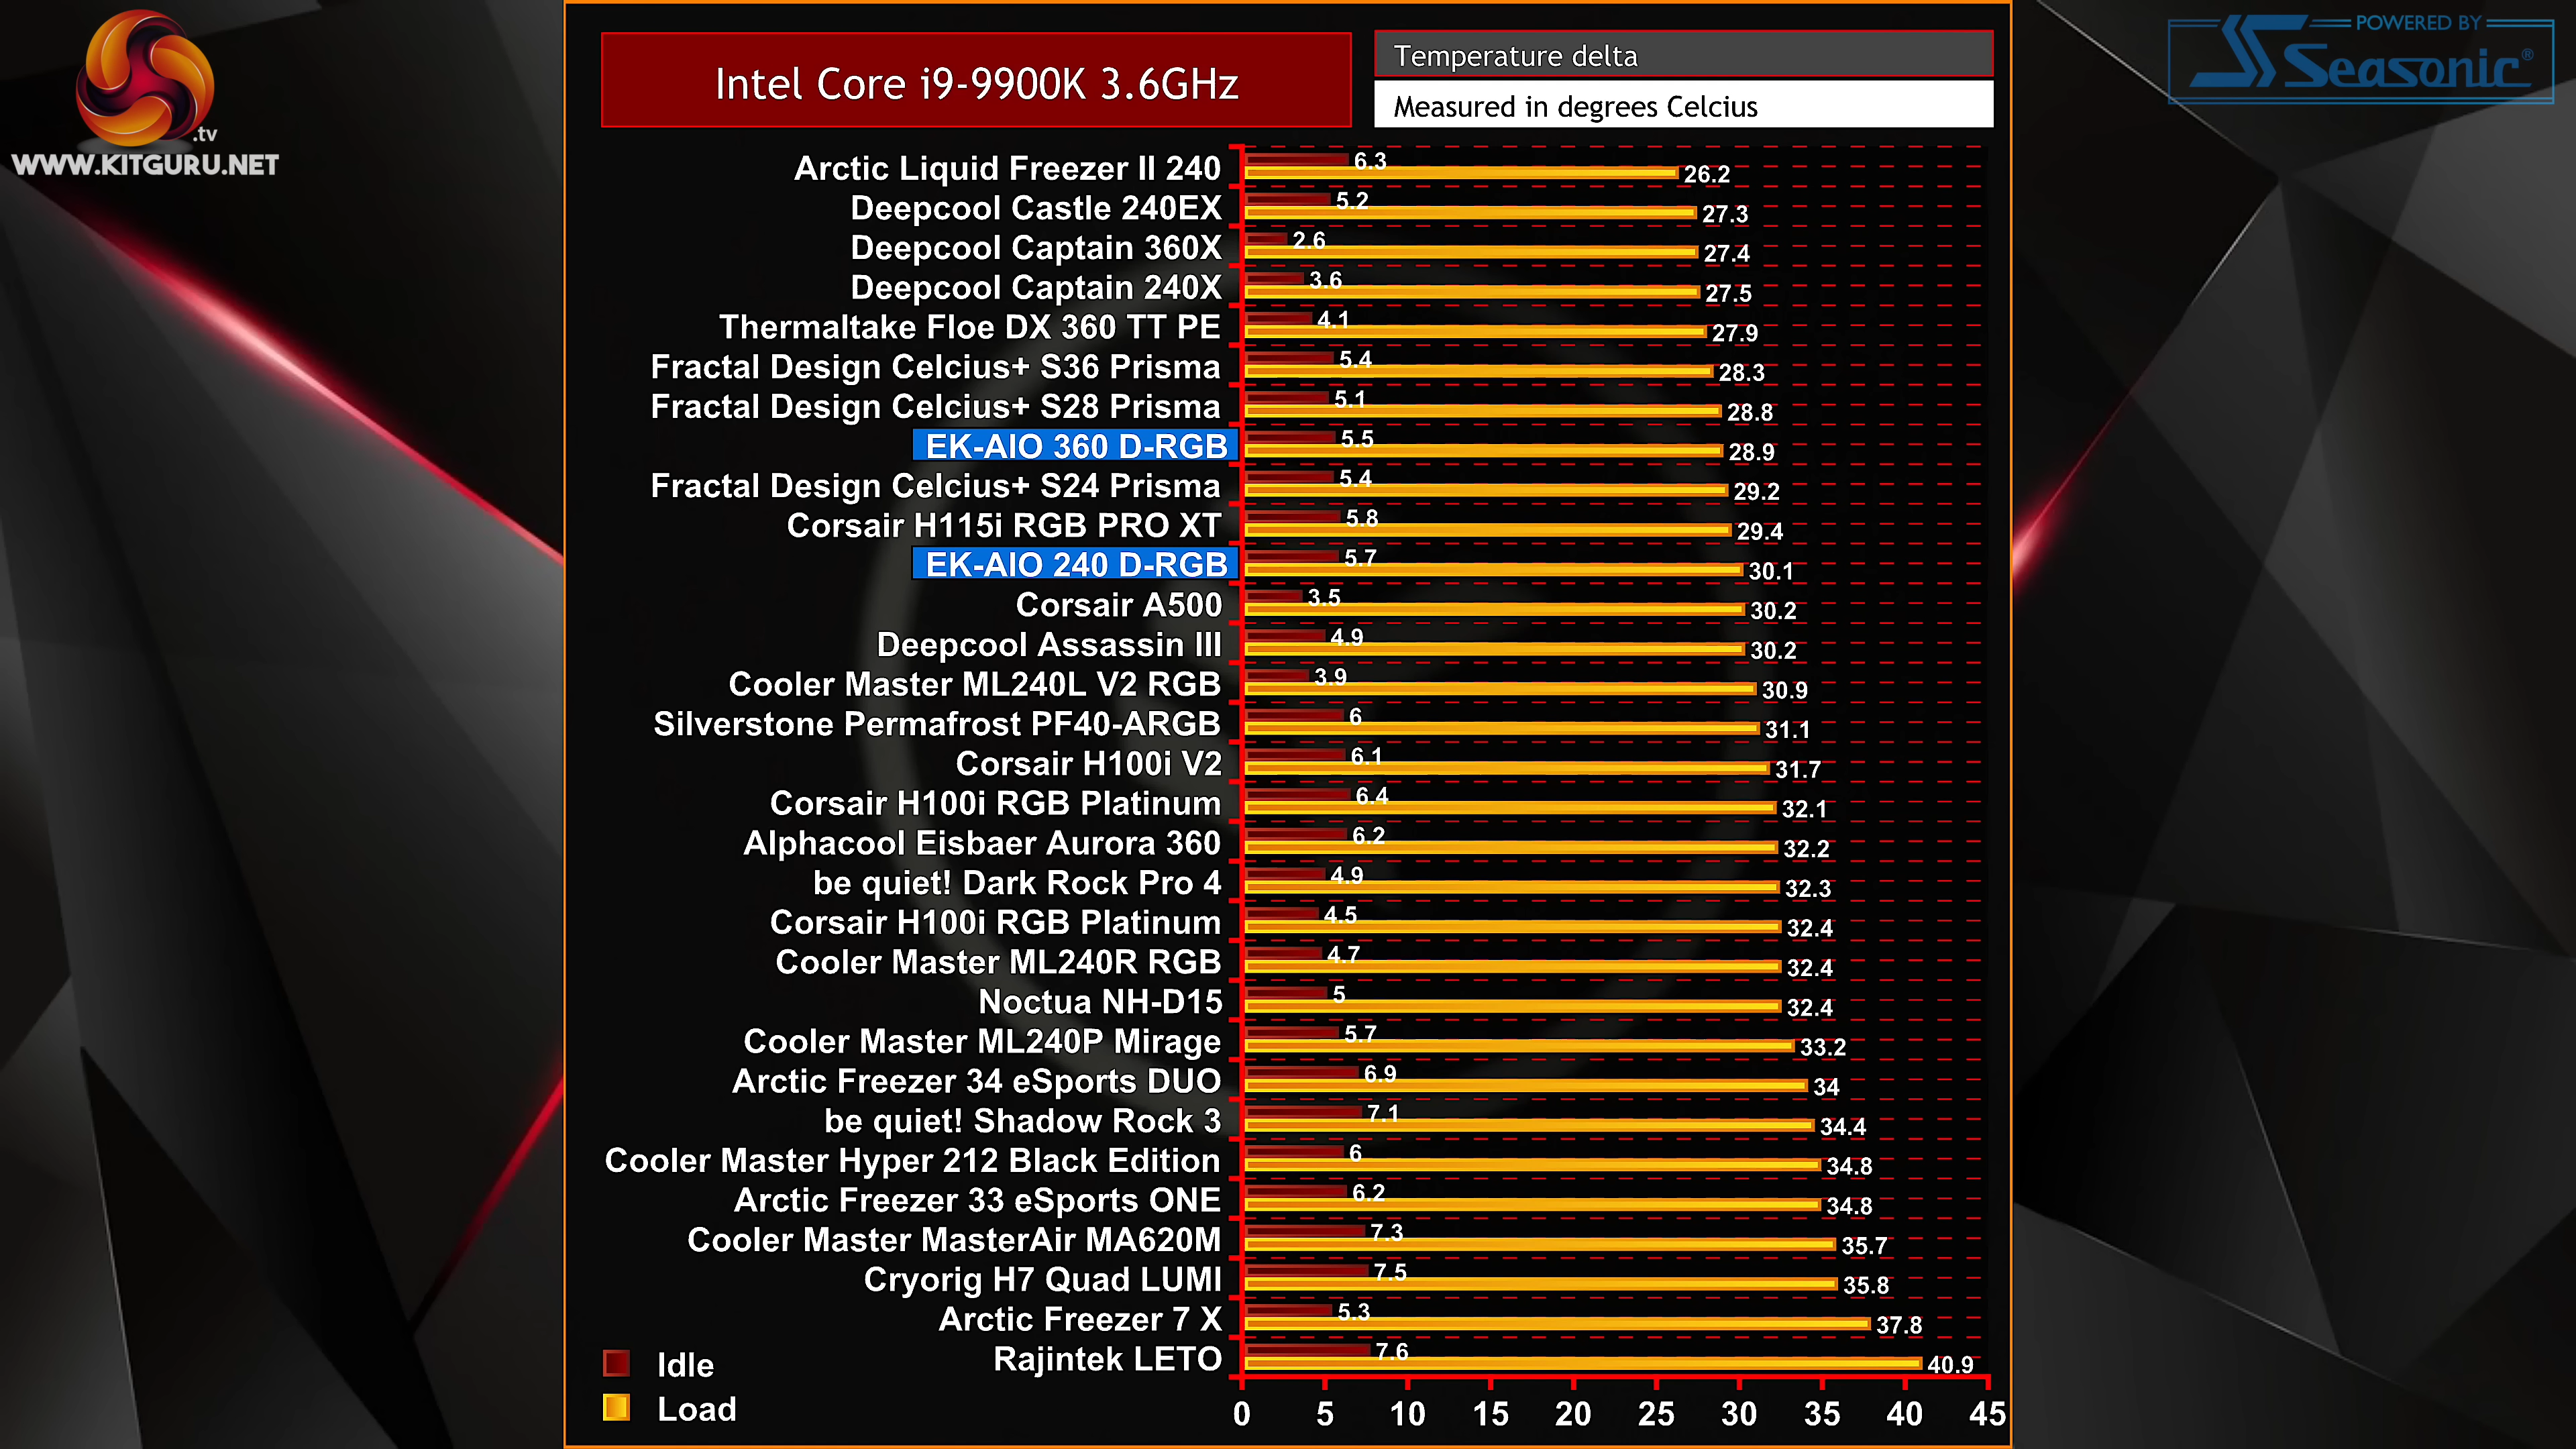 .tv
WWW.KITGURU.NET
Intel Core i9-9900K 3.6GHz
Temperature delta
Measured in degrees Celcius
POWERED BY
Seasonic®
Arctic Liquid Freezer II 240 6.3 26.2
Deepcool Castle 240EX 5.2 27.3
Deepcool Captain 360X 2.6 27.4
Deepcool Captain 240X 3.6 27.5
Thermaltake Floe DX 360 TT PE 4.1 27.9
Fractal Design Celcius+ S36 Prisma 5.4 28.3
Fractal Design Celcius+ S28 Prisma 5.1 28.8
EK-AIO 360 D-RGB 5.5 28.9
Fractal Design Celcius+ S24 Prisma 5.4 29.2
Corsair H115i RGB PRO XT 5.8 29.4
EK-AIO 240 D-RGB 5.7 30.1
Corsair A500 3.5 30.2
Deepcool Assassin III 4.9 30.2
Cooler Master ML240L V2 RGB 3.9 30.9
Silverstone Permafrost PF40-ARGB 6 31.1
Corsair H100i V2 6.1 31.7
Corsair H100i RGB Platinum 6.4 32.1
Alphacool Eisbaer Aurora 360 6.2 32.2
be quiet! Dark Rock Pro 4 4.9 32.3
Corsair H100i RGB Platinum 4.5 32.4
Cooler Master ML240R RGB 4.7 32.4
Noctua NH-D15 5 32.4
Cooler Master ML240P Mirage 5.7 33.2
Arctic Freezer 34 eSports DUO 6.9 34
be quiet! Shadow Rock 3 7.1 34.4
Cooler Master Hyper 212 Black Edition 6 34.8
Arctic Freezer 33 eSports ONE 6.2 34.8
Cooler Master MasterAir MA620M 7.3 35.7
Cryorig H7 Quad LUMI 7.5 35.8
Arctic Freezer 7 X 5.3 37.8
Rajintek LETO 7.6 40.9
Idle
Load
0 5 10 15 20 25 30 35 40 45